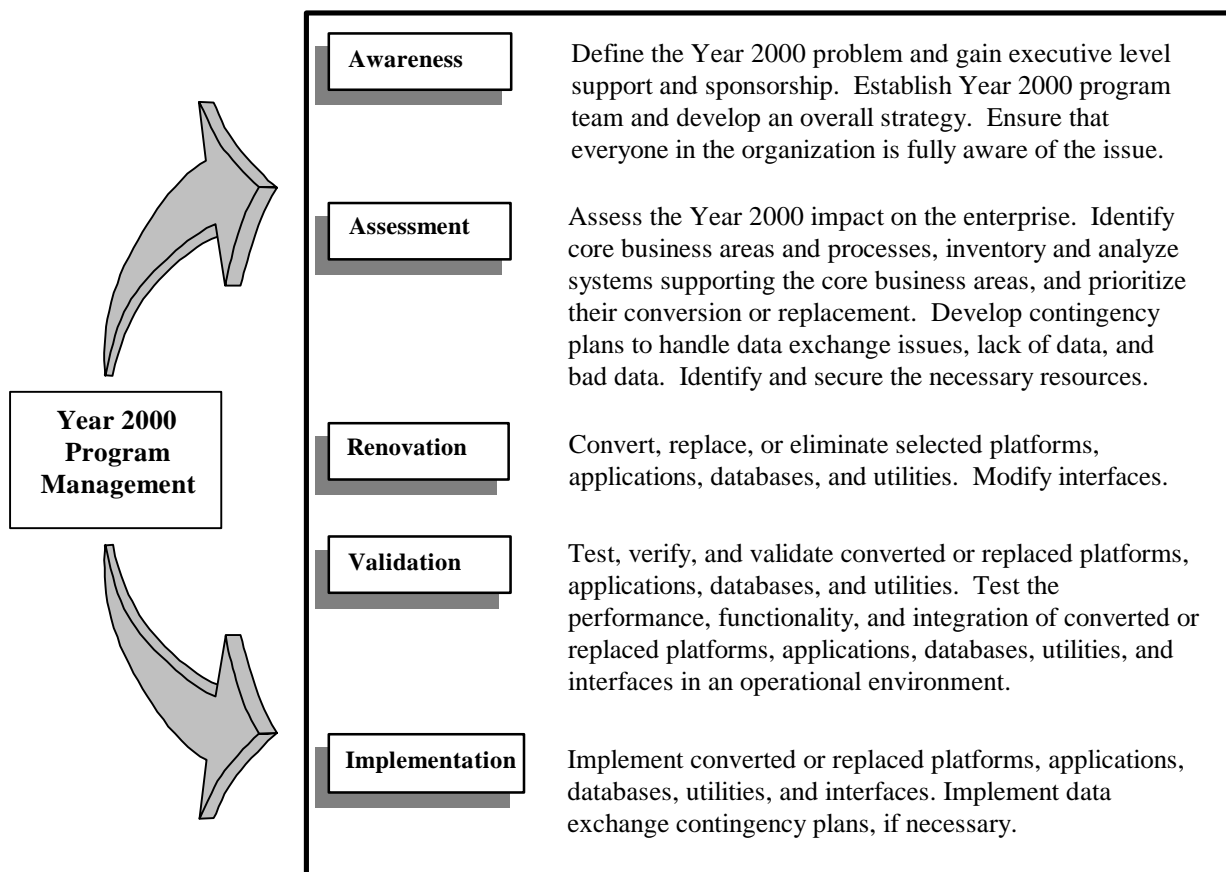 Awareness
Define the Year 2000 problem and gain executive level
support and sponsorship.  Establish Year 2000 program
team and develop an overall strategy.  Ensure that
everyone in the organization is fully aware of the issue.
Assessment
Assess the Year 2000 impact on the enterprise.  Identify
core business areas and processes, inventory and analyze
systems supporting the core business areas, and prioritize
their conversion or replacement.  Develop contingency
plans to handle data exchange issues, lack of data, and
bad data.  Identify and secure the necessary resources.
Year 2000
Program
Management
Renovation
Convert, replace, or eliminate selected platforms,
applications, databases, and utilities.  Modify interfaces.
Validation
Test, verify, and validate converted or replaced platforms,
applications, databases, and utilities.  Test the
performance, functionality, and integration of converted or
replaced platforms, applications, databases, utilities, and
interfaces in an operational environment.
Implementation
Implement converted or replaced platforms, applications,
databases, utilities, and interfaces. Implement data
exchange contingency plans, if necessary.